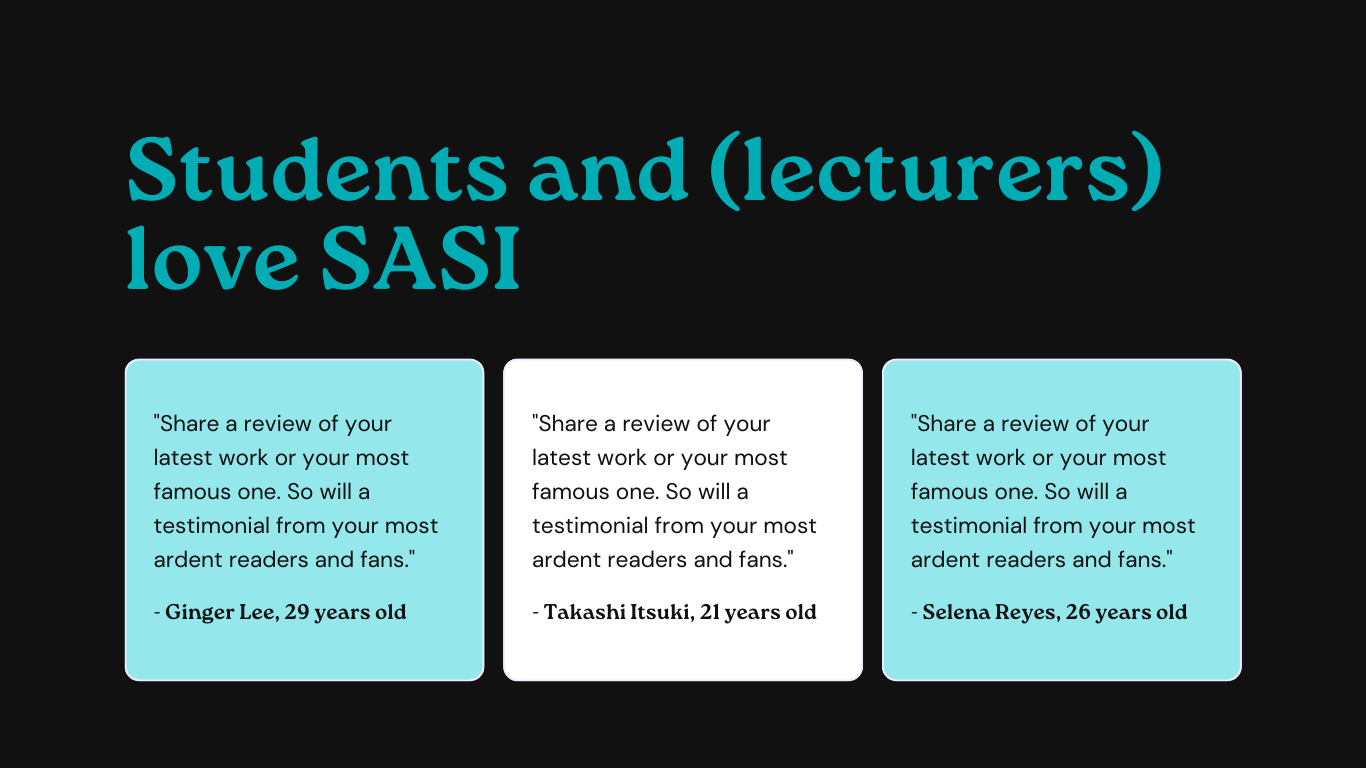 Students and (lecturers)
love SASI
"Share a review of your
latest work or your most
famous one. So will a
testimonial from your most
ardent readers and fans."
- Ginger Lee, 29 years old
"Share a review of your
latest work or your most
famous one. So will a
testimonial from your most
ardent readers and fans."
- Takashi Itsuki, 21 years old
"Share a review of your
latest work or your most
famous one. So will a
testimonial from your most
ardent readers and fans."
- Selena Reyes, 26 years old